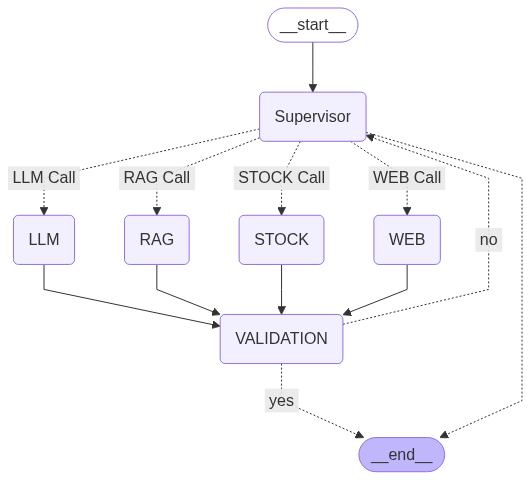 __start__
Supervisor
LLM Call
RAG Call
STOCK Call
WEB Call
LLM
RAG
STOCK
WEB
no
VALIDATION
yes
__end__